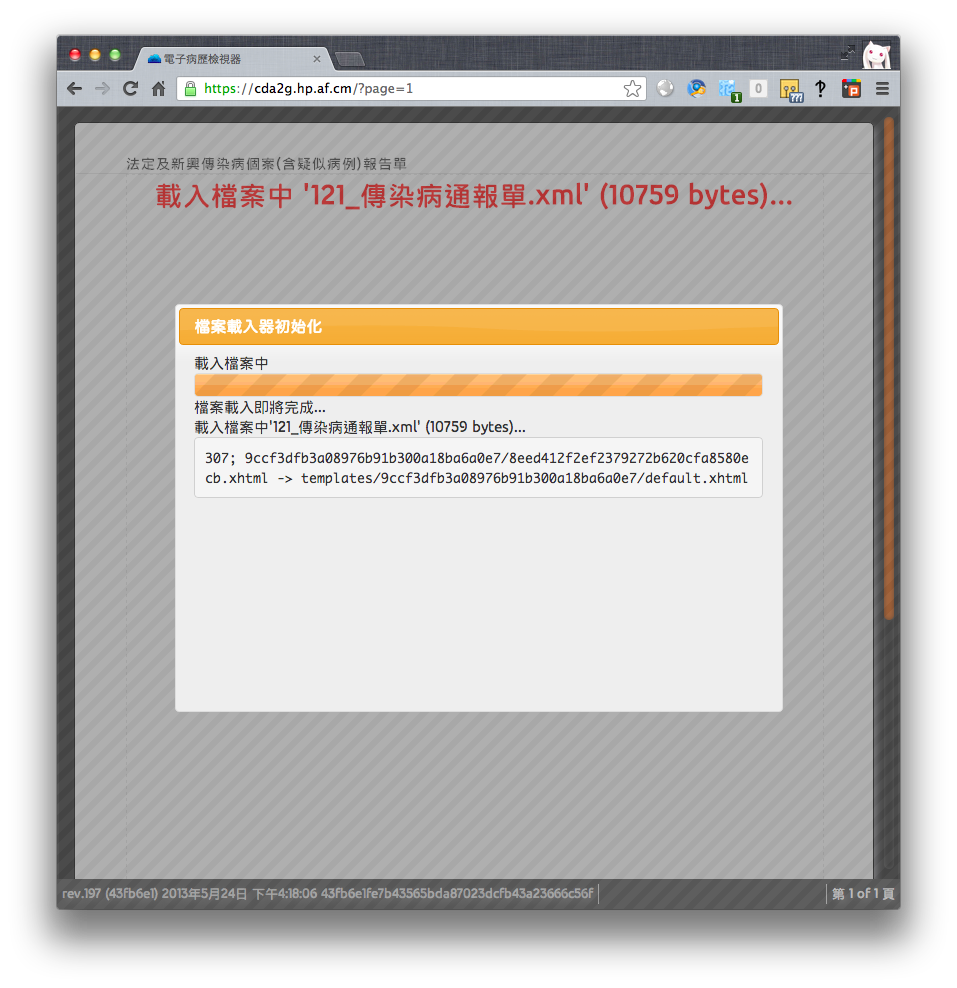 電子病歷檢視器
https://cda2g.hp.af.cm/?page=1
1
0
777
法定及新興傳染病個案(含疑似病例)報告單
載入檔案中 '121_傳染病通報單.xml' (10759 bytes)...
檔案載入器初始化
載入檔案中
檔案載入即將完成...
載入檔案中'121_傳染病通報單.xml' (10759 bytes)...
307; 9ccf3dfb3a08976b91b300a18ba6a0e7/8eed412f2ef2379272b620cfa8580e
cb.xhtml -> templates/9ccf3dfb3a08976b91b300a18ba6a0e7/default.xhtml
rev.197 (43fb6e1) 2013年5月24日 下午4:18:06 43fb6e1fe7b43565bda87023dcfb43a23666c56f
第 1 of 1 頁